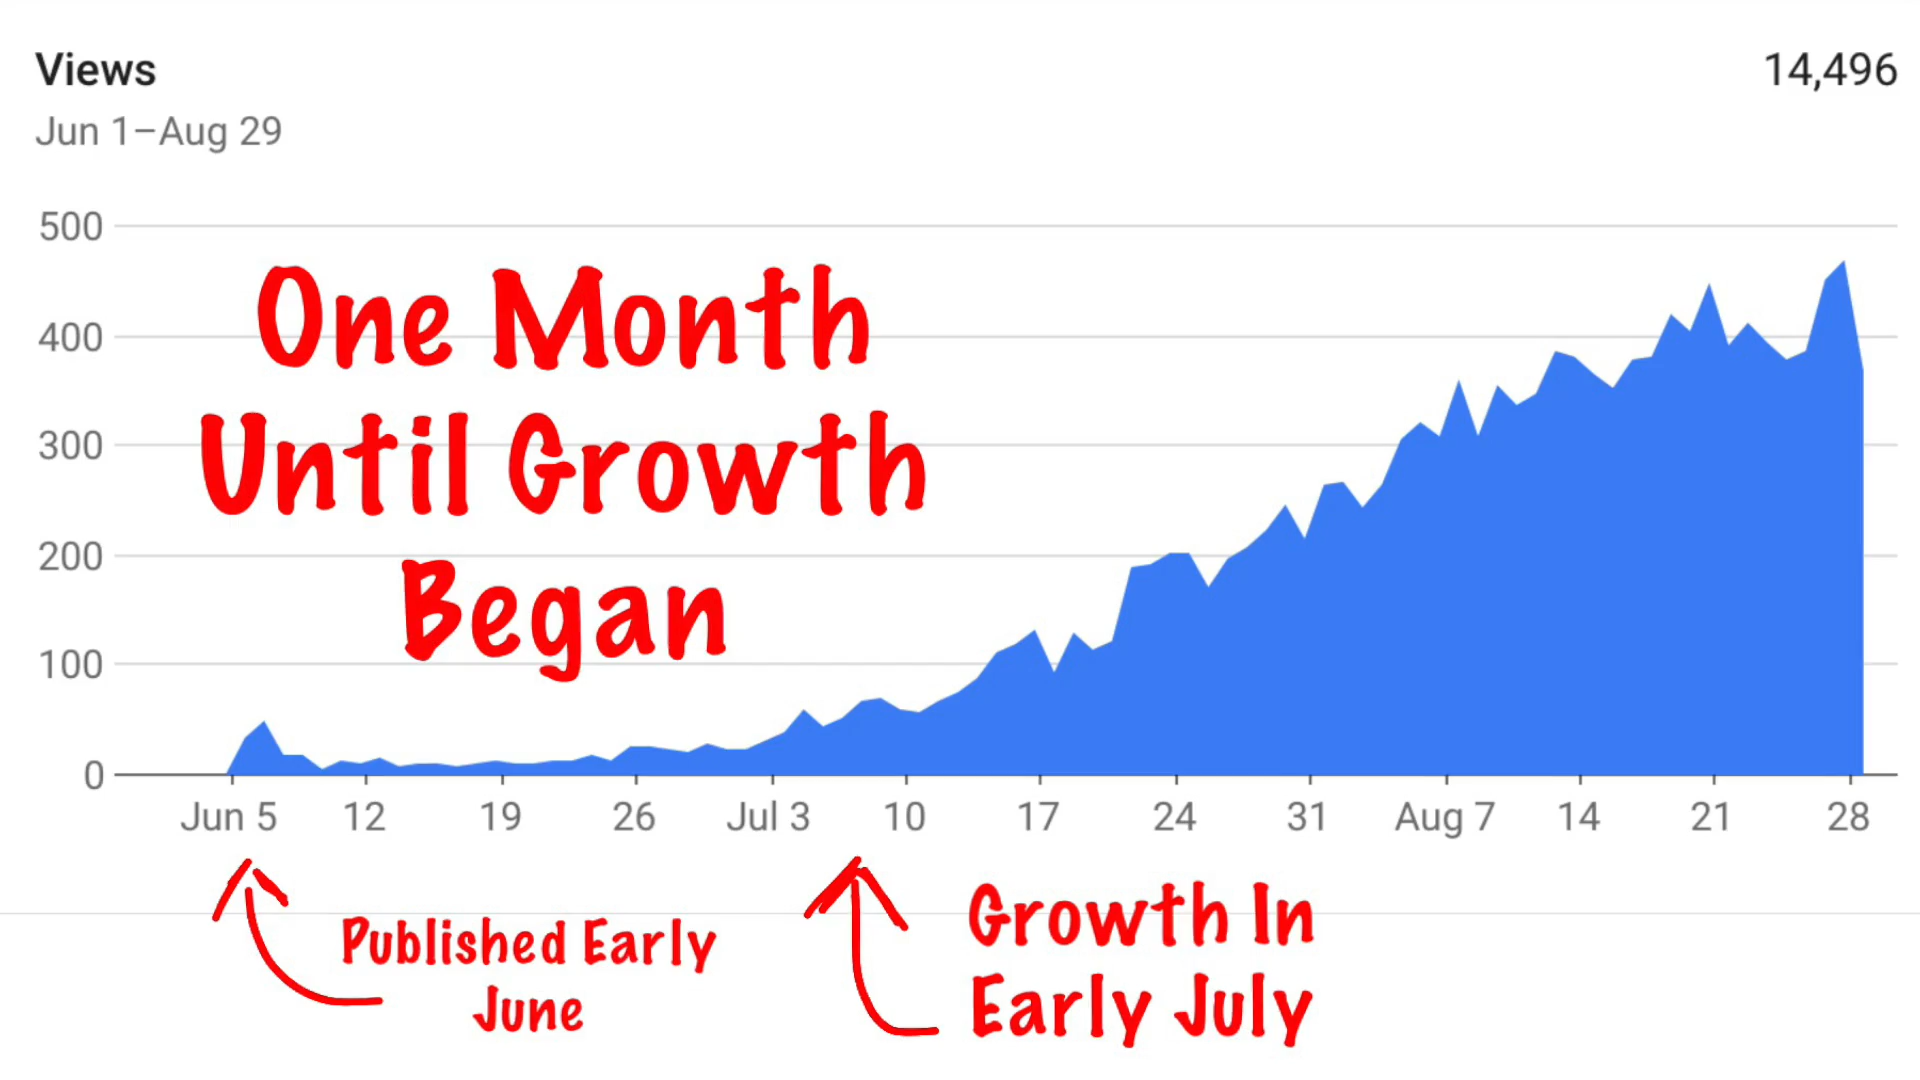 Views
14,496
Jun 1–Aug 29
500
400
300
200
100
0
One Month
Until Growth
Began
Jun 5 12 19 26 Jul 3 10 17 24 31 Aug 7 14 21 28
Published Early
June
Growth In
Early July